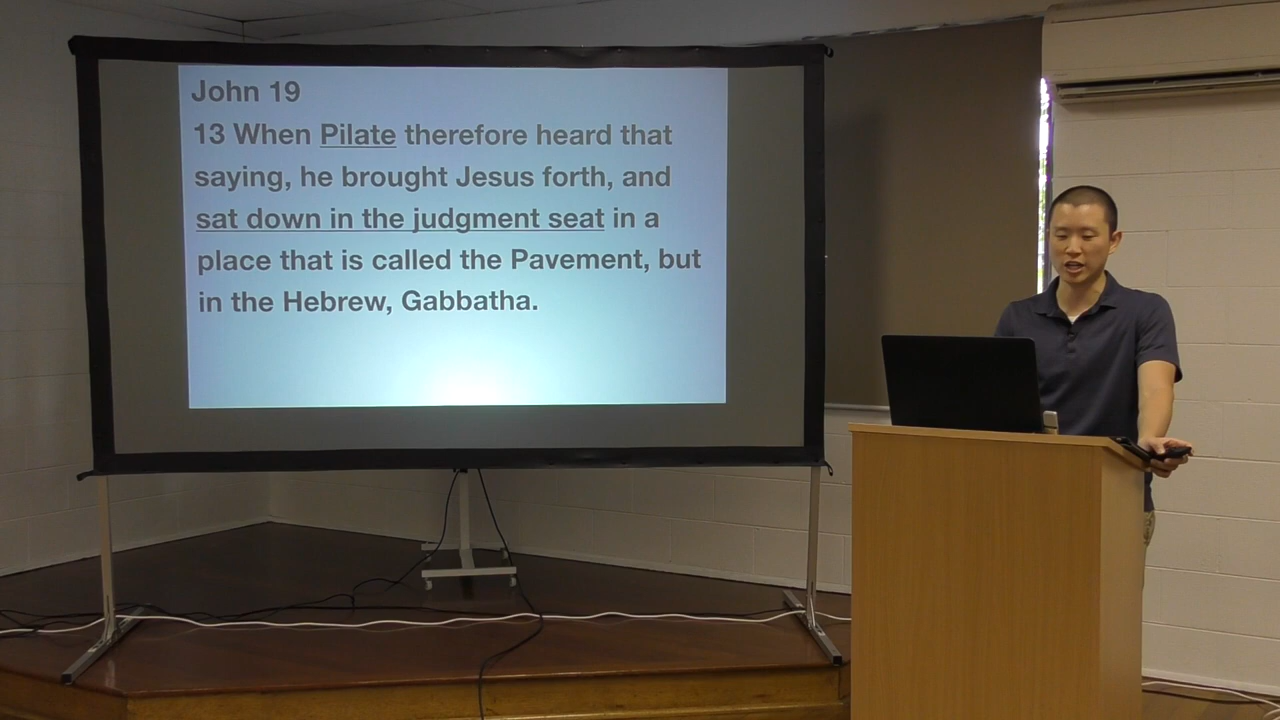 John 19
13 When Pilate therefore heard that
saying, he brought Jesus forth, and
sat down in the judgment seat in a
place that is called the Pavement, but
in the Hebrew, Gabbatha.